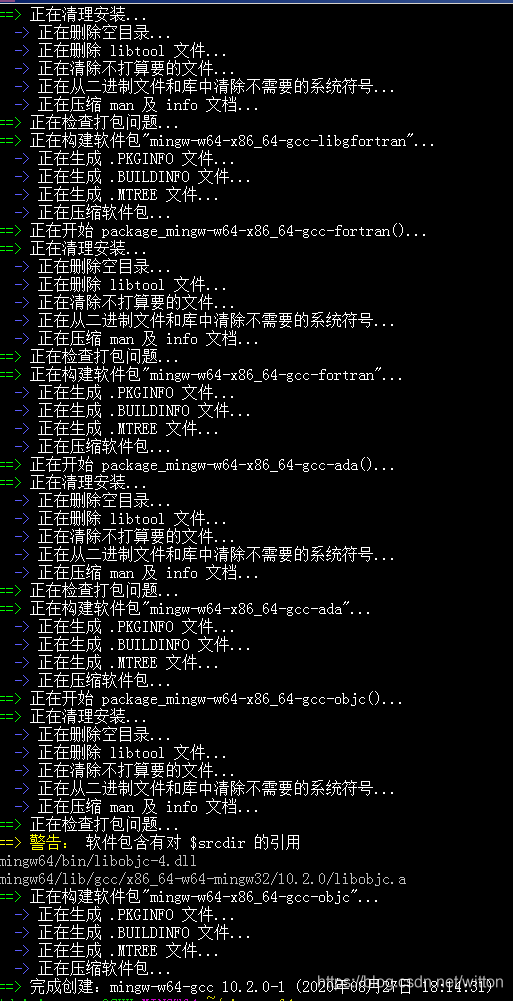 ==> 正在清理安装...
-> 正在删除空目录...
-> 正在删除 libtool 文件...
-> 正在清除不打算要的文件...
-> 正在从二进制文件和库中清除不需要的系统符号...
-> 正在压缩 man 及 info 文档...
==> 正在检查打包问题...
==> 正在构建软件包"mingw-w64-x86_64-gcc-libgfortran"...
-> 正在生成 .PKGINFO 文件...
-> 正在生成 .BUILDINFO 文件...
-> 正在生成 .MTREE 文件...
-> 正在压缩软件包...
==> 正在开始 package_mingw-w64-x86_64-gcc-fortran()...
==> 正在清理安装...
-> 正在删除空目录...
-> 正在删除 libtool 文件...
-> 正在清除不打算要的文件...
-> 正在从二进制文件和库中清除不需要的系统符号...
-> 正在压缩 man 及 info 文档...
==> 正在检查打包问题...
==> 正在构建软件包"mingw-w64-x86_64-gcc-fortran"...
-> 正在生成 .PKGINFO 文件...
-> 正在生成 .BUILDINFO 文件...
-> 正在生成 .MTREE 文件...
-> 正在压缩软件包...
==> 正在开始 package_mingw-w64-x86_64-gcc-ada()...
==> 正在清理安装...
-> 正在删除空目录...
-> 正在删除 libtool 文件...
-> 正在清除不打算要的文件...
-> 正在从二进制文件和库中清除不需要的系统符号...
-> 正在压缩 man 及 info 文档...
==> 正在检查打包问题...
==> 正在构建软件包"mingw-w64-x86_64-gcc-ada"...
-> 正在生成 .PKGINFO 文件...
-> 正在生成 .BUILDINFO 文件...
-> 正在生成 .MTREE 文件...
-> 正在压缩软件包...
==> 正在开始 package_mingw-w64-x86_64-gcc-objc()...
==> 正在清理安装...
-> 正在删除空目录...
-> 正在删除 libtool 文件...
-> 正在清除不打算要的文件...
-> 正在从二进制文件和库中清除不需要的系统符号...
-> 正在压缩 man 及 info 文档...
==> 正在检查打包问题...
==> 警告： 软件包含有对 $srcdir 的引用
mingw64/bin/libobjc-4.dll
mingw64/lib/gcc/x86_64-w64-mingw32/10.2.0/libobjc.a
==> 正在构建软件包"mingw-w64-x86_64-gcc-objc"...
-> 正在生成 .PKGINFO 文件...
-> 正在生成 .BUILDINFO 文件...
-> 正在生成 .MTREE 文件...
-> 正在压缩软件包...
==> 完成创建：mingw-w64-gcc 10.2.0-1 (2020年08月27日 18:14:31)
https://blog.csdn.net/witton